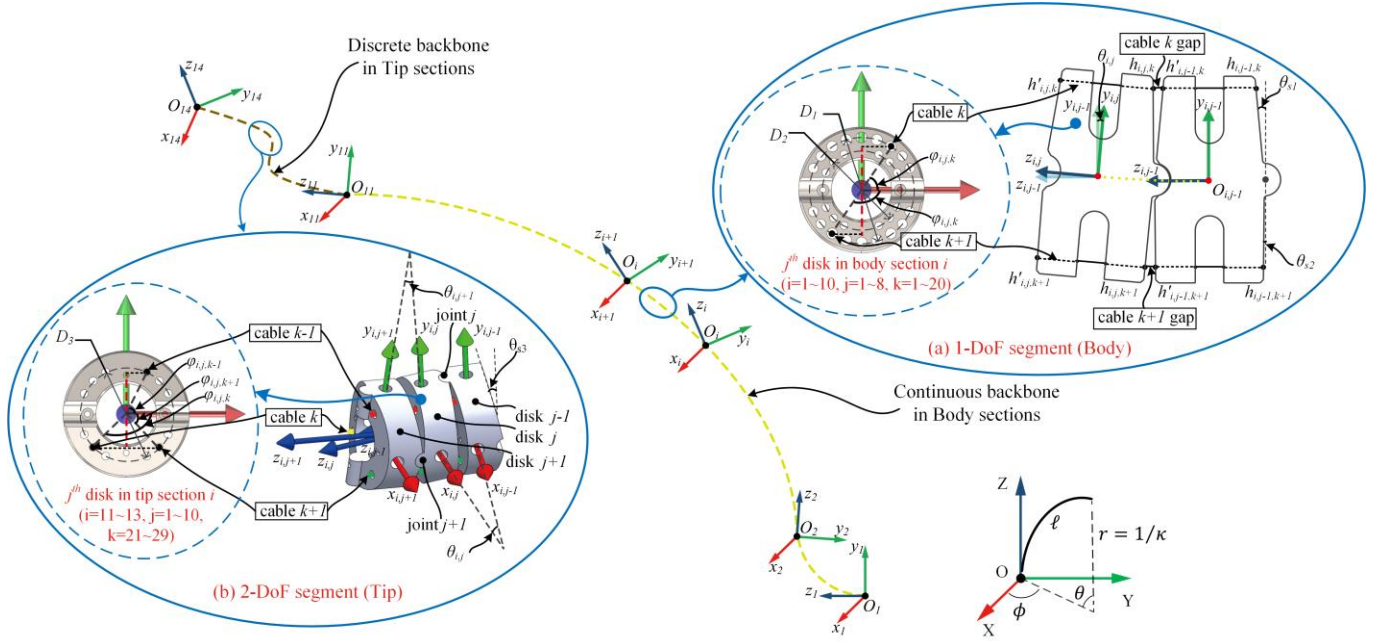 Discrete backbone
in Tip sections
z14
y14
O14
x14
y11
z11
O11
x11
zi+1
yi+1
Oi
xi+1
zi
Oi
yi
xi
Continuous backbone
in Body sections
z2
O2
y2
x2
y1
z1
O1
x1
D1
D2
cable k
φi,j,k
φi,j,k
cable k+1
jth disk in body section i
(i=1~10, j=1~8, k=1~20)
cable k gap
θi,j
hi,j,k
h'i,j-1,k
hi,j-1,k
h'i,j,k
θs1
yi,j-1
yi,j
yi,j-1
zi,j
zi,j-1
zi,j-1
Oi,j-1
θs2
h'i,j,k+1
hi,j,k+1
h'i,j-1,k+1
hi,j-1,k+1
cable k+1 gap
(a) 1-DoF segment (Body)
θi,j+1
joint j
yi,j+1
yi,j
yi,j-1
θs3
cable k-1
D3
φi,j,k-1
φi,j,k+1
φi,j,k
cable k
disk j-1
disk j
disk j+1
zi,j+1
zi,j
zi,j-1
xi,j+1
xi,j
xi,j-1
jth disk in tip section i
(i=11~13, j=1~10,
k=21~29)
cable k+1
joint j+1
θi,j
(b) 2-DoF segment (Tip)
Z
ℓ
r = 1/κ
O
θ
Y
ϕ
X